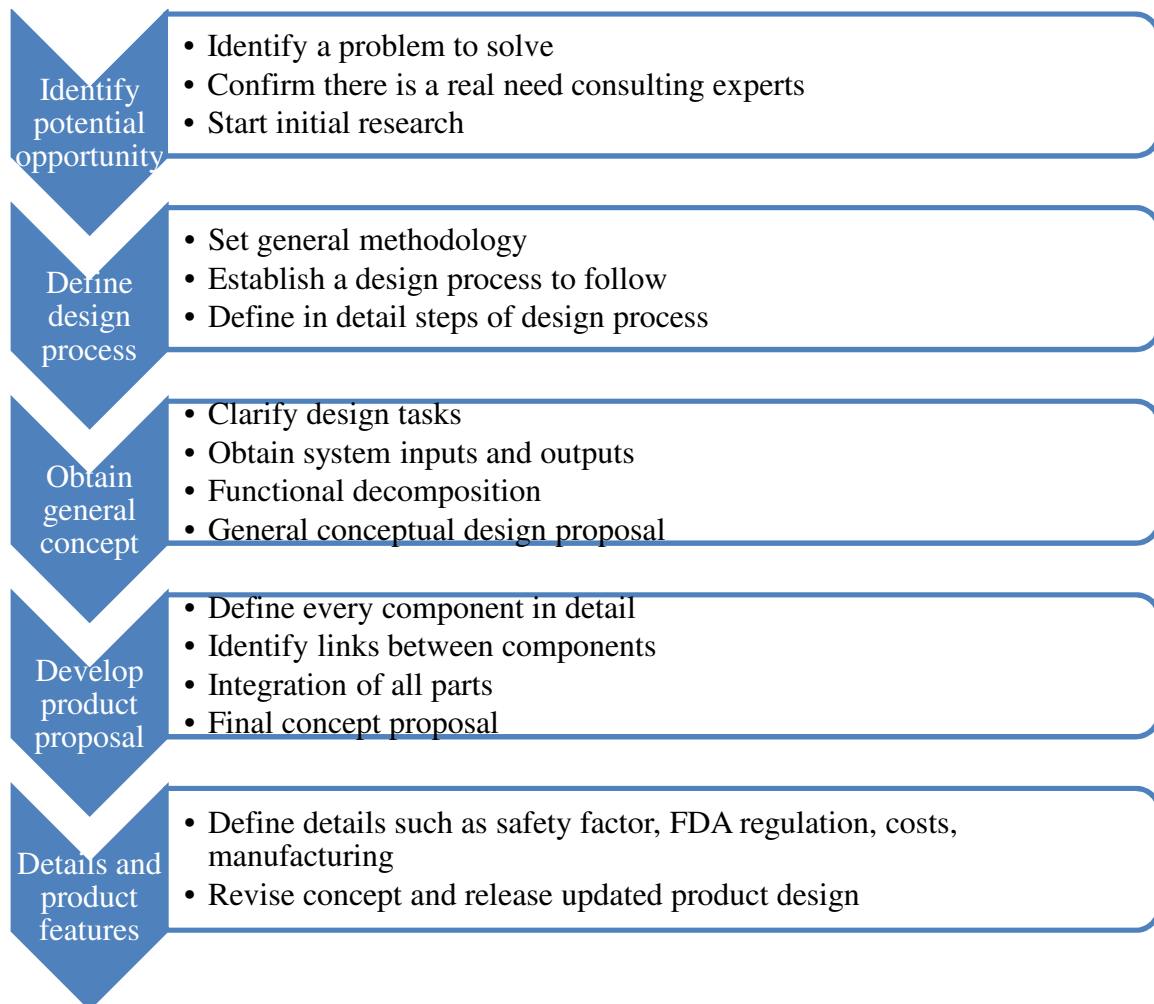 Identify
potential
opportunity
• Identify a problem to solve
• Confirm there is a real need consulting experts
• Start initial research
Define
design
process
• Set general methodology
• Establish a design process to follow
• Define in detail steps of design process
Obtain
general
concept
• Clarify design tasks
• Obtain system inputs and outputs
• Functional decomposition
• General conceptual design proposal
Develop
product
proposal
• Define every component in detail
• Identify links between components
• Integration of all parts
• Final concept proposal
Details and
product
features
• Define details such as safety factor, FDA regulation, costs,
manufacturing
• Revise concept and release updated product design